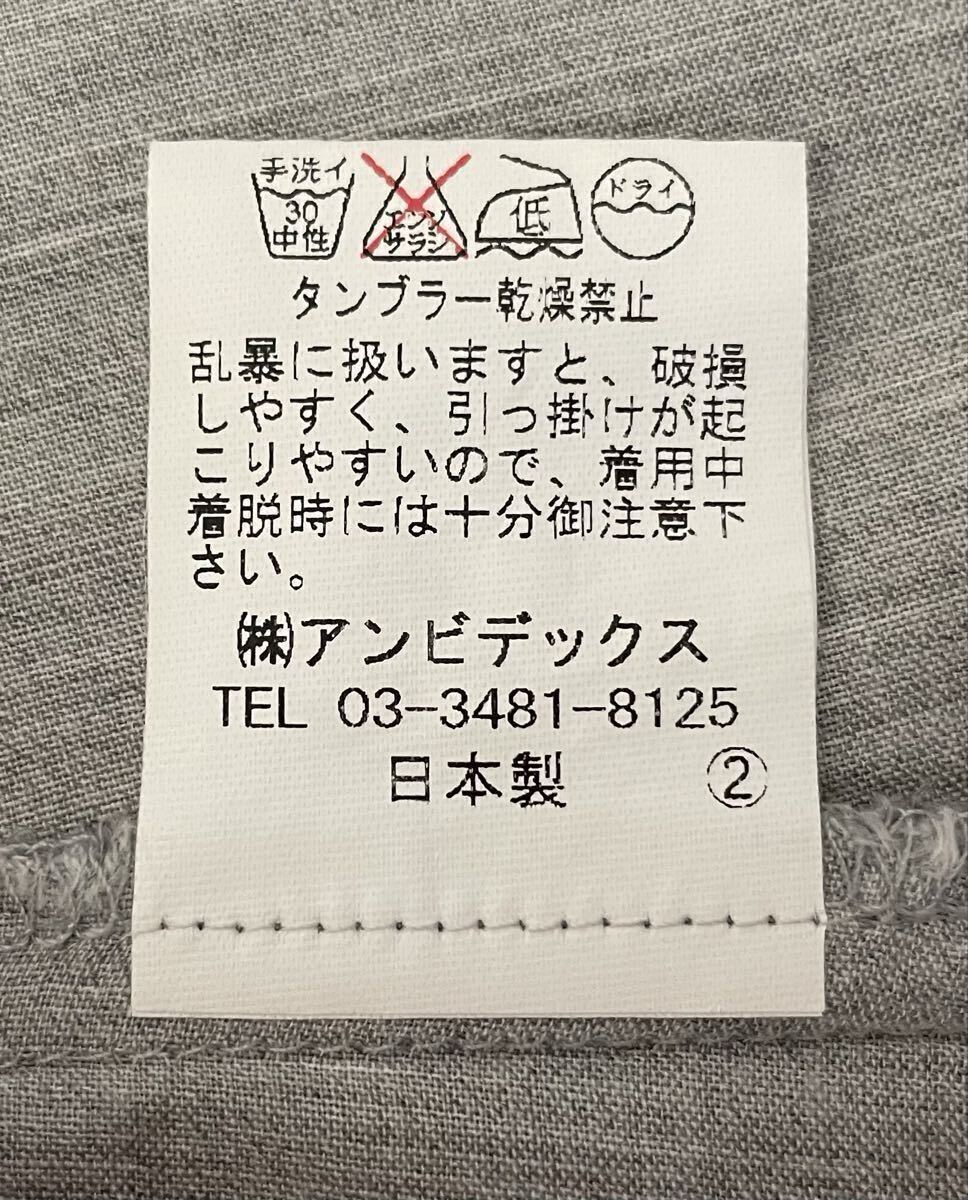 手洗イ
30
中性
エンソ
サラシ
低
ドライ
タンブラー乾燥禁止
乱暴に扱いますと、破損
しやすく、引っ掛けが起
こりやすいので、着用中
着脱時には十分御注意下
さい。
㈱アンビデックス
TEL 03-3481-8125
日本製 ②